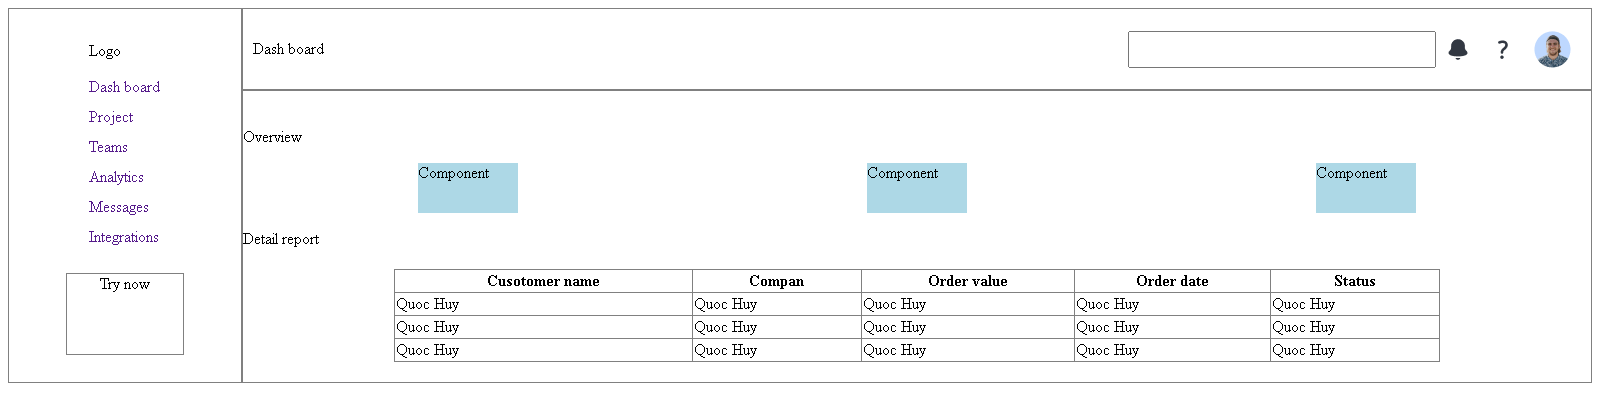 Logo
Dash board
Project
Teams
Analytics
Messages
Integrations
Try now
Dash board
?
Overview
Component Component Component
Detail report
Cusotomer name Compan Order value Order date Status
Quoc Huy Quoc Huy Quoc Huy Quoc Huy Quoc Huy
Quoc Huy Quoc Huy Quoc Huy Quoc Huy Quoc Huy
Quoc Huy Quoc Huy Quoc Huy Quoc Huy Quoc Huy